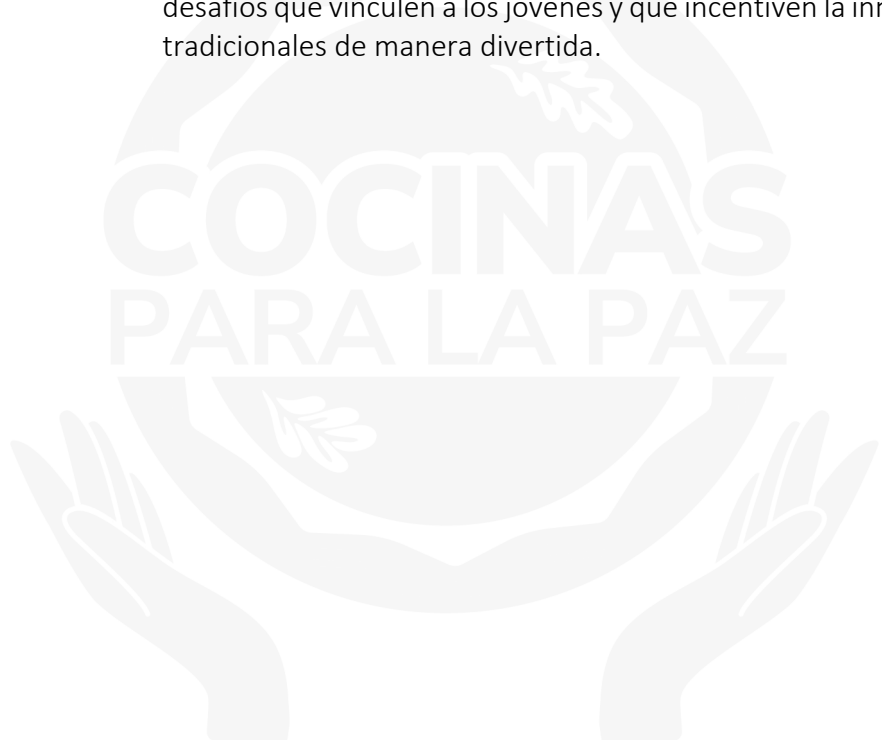 desafíos que vinculen a los jóvenes y que incentiven la
tradicionales de manera divertida.
COCINAS
PARA LA PAZ